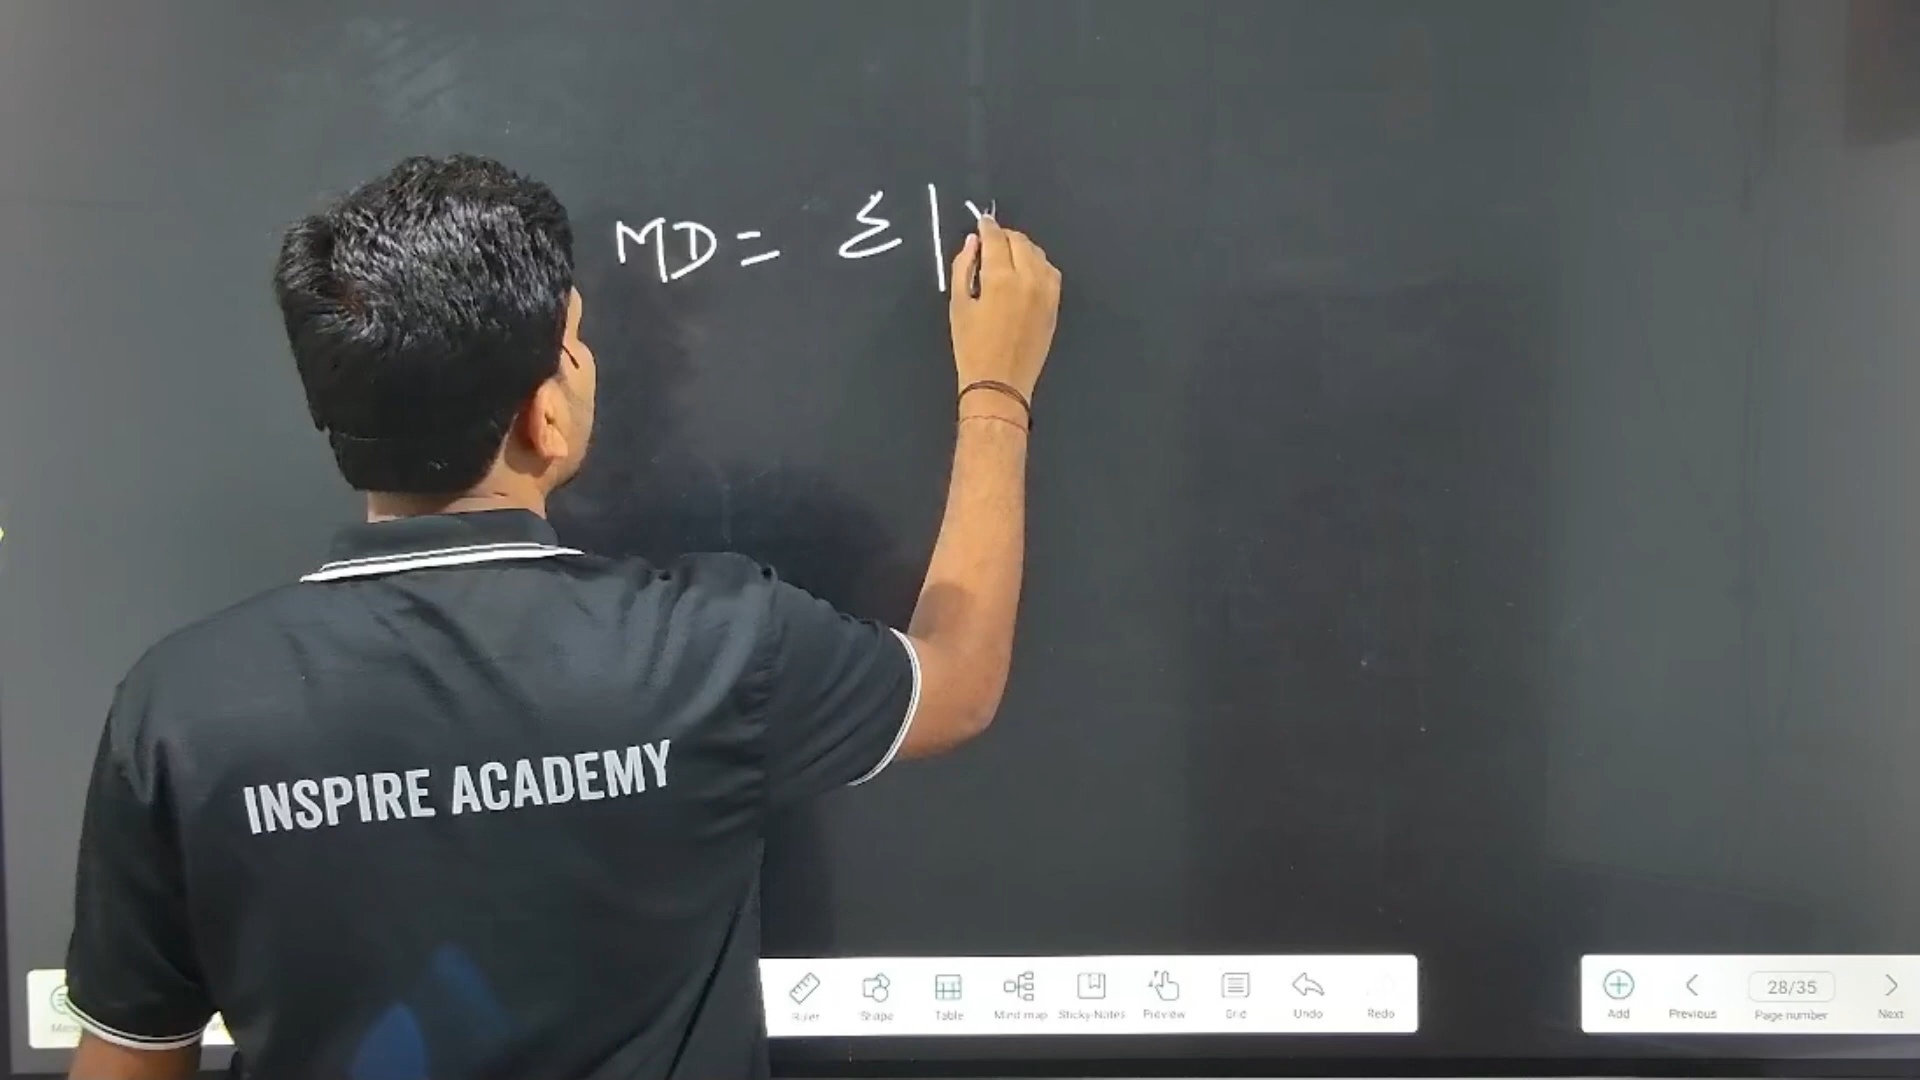 MD = Σ |
INSPIRE ACADEMY
Ruler Shape Table Mind map Sticky-Notes Preview Grid Undo Redo
Add Previous 28/35 Page number Next